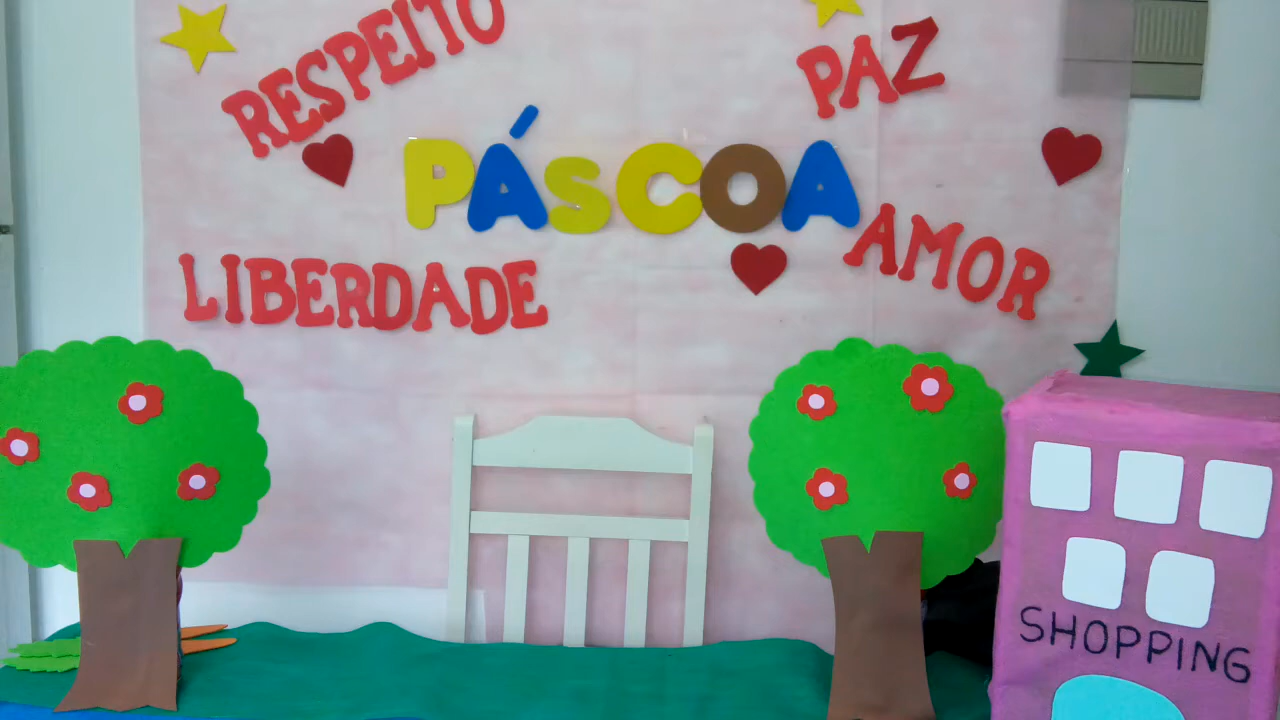 RESPEITO
PAZ
PÁSCOA
LIBERDADE
AMOR
SHOPPING